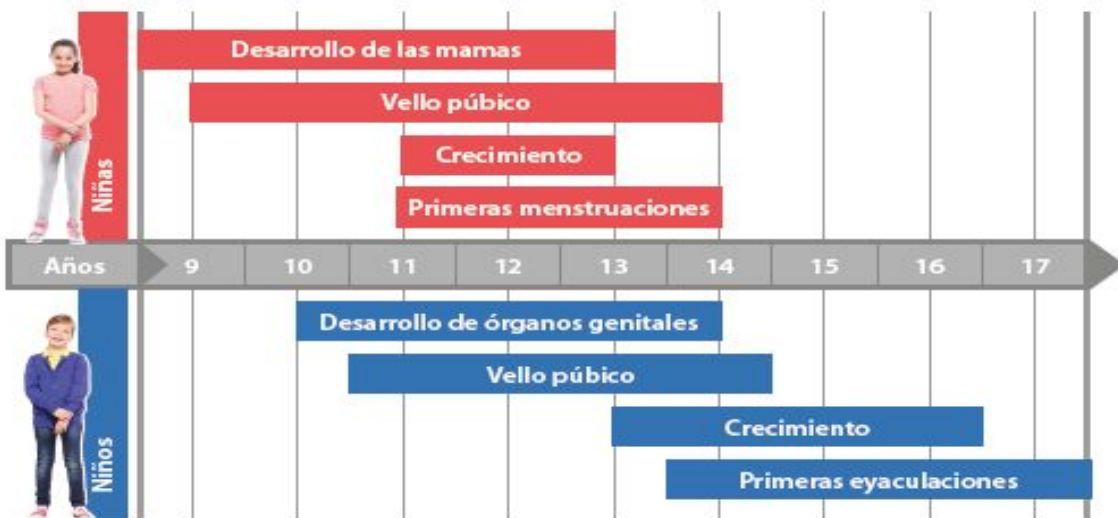 Desarrollo de las mamas
Vello púbico
Crecimiento
Primeras menstruaciones
Niñas
Años 9 10 11 12 13 14 15 16 17
Desarrollo de órganos genitales
Vello púbico
Crecimiento
Primeras eyaculaciones
Niños